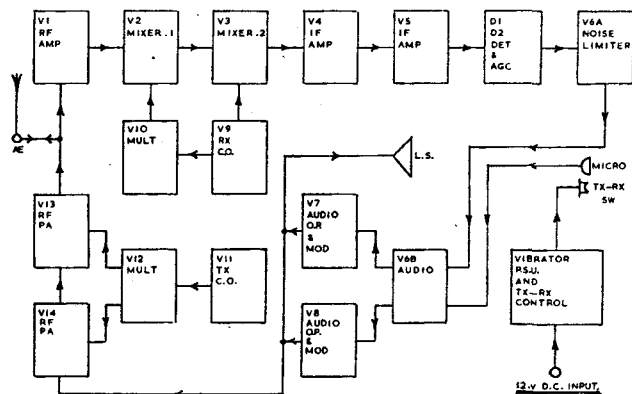 V1
RF
AMP
V2
MIXER.1
V3
MIXER.2
V4
IF
AMP
V5
IF
AMP
D1
D2
DET
&
AGC
V6A
NOISE
LIMITER
AE
V10
MULT
V9
RX
C.O.
L.S.
MICRO
TX-RX
SW
V13
RF
PA
V7
AUDIO
O.P.
&
MOD
V12
MULT
V11
TX
C.O.
V6B
AUDIO
VIBRATOR
P.S.U.
AND
TX-RX
CONTROL
V14
RF
PA
V8
AUDIO
O.P.
&
MOD
12.V D.C. INPUT.